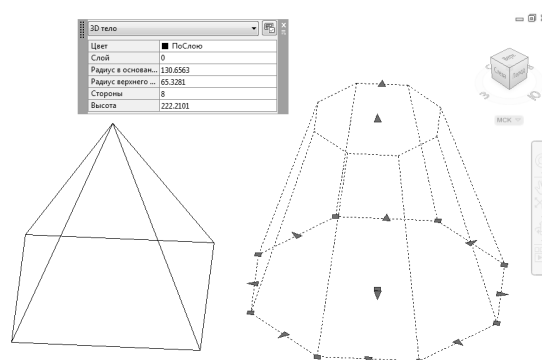 3D тело
Цвет ПоСлою
Слой 0
Радиус в основан... 130.6563
Радиус верхнего ... 65.3281
Стороны 8
Высота 222.2101
МСК